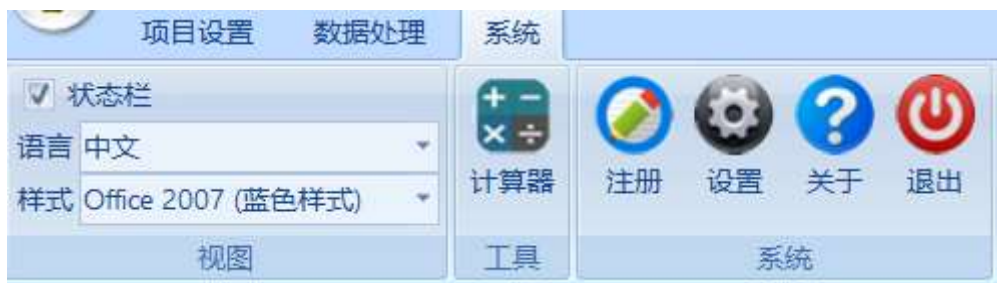 项目设置 数据处理 系统
状态栏
语言 中文
样式 Office 2007 (蓝色样式)
视图
计算器
工具
注册 设置 关于 退出
系统